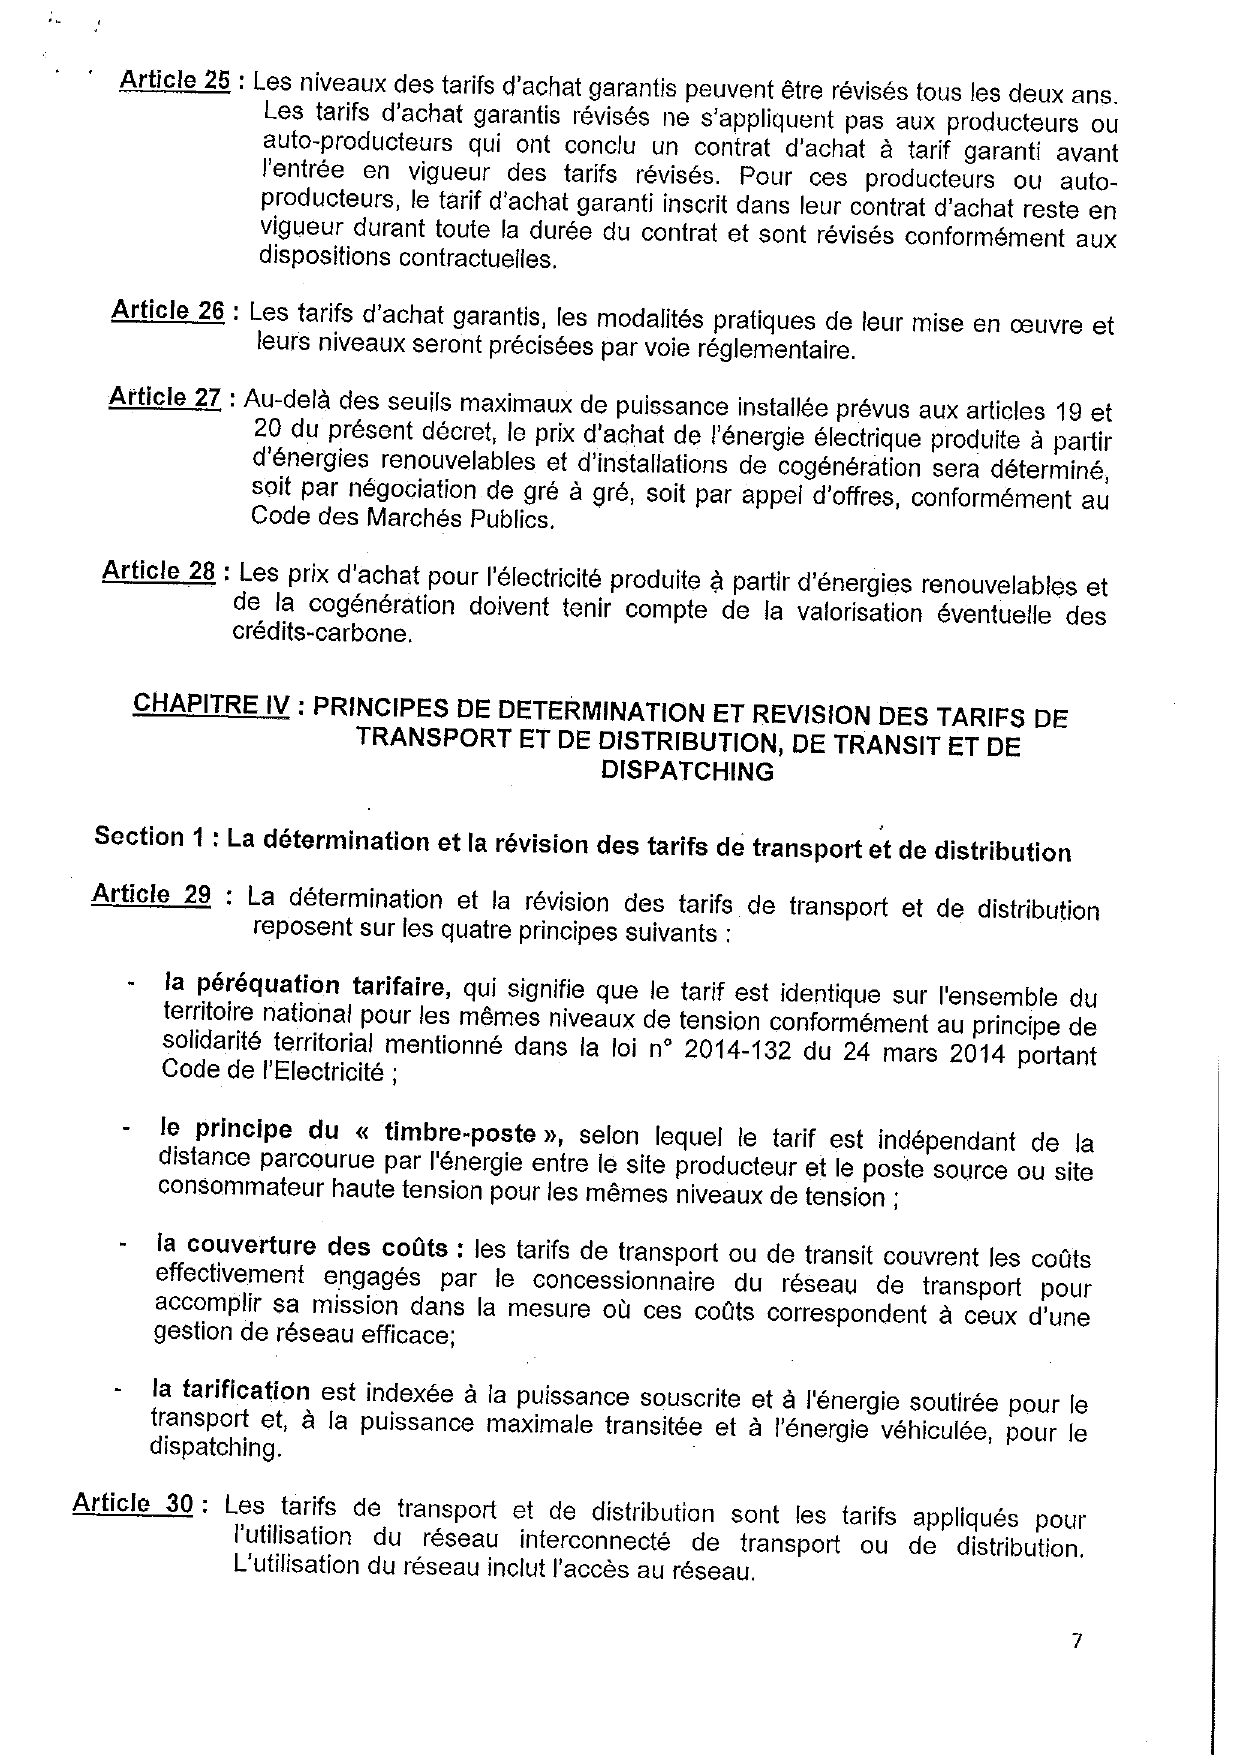 Article 25 : Les niveaux des tarifs d'achat garantis peuvent être révisés tous les deux ans.
Les tarifs d'achat garantis révisés ne s'appliquent pas aux producteurs ou
auto-producteurs qui ont conclu un contrat d'achat à tarif garanti avant
l'entrée en vigueur des tarifs révisés. Pour ces producteurs ou auto-
producteurs, le tarif d'achat garanti inscrit dans leur contrat d'achat reste en
vigueur durant toute la durée du contrat et sont révisés conformément aux
dispositions contractuelles.
Article 26 : Les tarifs d'achat garantis, les modalités pratiques de leur mise en œuvre et
leurs niveaux seront précisées par voie réglementaire.
Article 27 : Au-delà des seuils maximaux de puissance installée prévus aux articles 19 et
20 du présent décret, le prix d'achat de l'énergie électrique produite à partir
d'énergies renouvelables et d'installations de cogénération sera déterminé,
soit par négociation de gré à gré, soit par appel d'offres, conformément au
Code des Marchés Publics.
Article 28 : Les prix d'achat pour l'électricité produite à partir d'énergies renouvelables et
de la cogénération doivent tenir compte de la valorisation éventuelle des
crédits-carbone.
CHAPITRE IV : PRINCIPES DE DETERMINATION ET REVISION DES TARIFS DE
TRANSPORT ET DE DISTRIBUTION, DE TRANSIT ET DE
DISPATCHING
Section 1 : La détermination et la révision des tarifs de transport et de distribution
Article 29 : La détermination et la révision des tarifs de transport et de distribution
reposent sur les quatre principes suivants :
- la péréquation tarifaire, qui signifie que le tarif est identique sur l'ensemble du
territoire national pour les mêmes niveaux de tension conformément au principe de
solidarité territorial mentionné dans la loi n° 2014-132 du 24 mars 2014 portant
Code de l'Electricité ;
- le principe du « timbre-poste », selon lequel le tarif est indépendant de la
distance parcourue par l'énergie entre le site producteur et le poste source ou site
consommateur haute tension pour les mêmes niveaux de tension ;
- la couverture des coûts : les tarifs de transport ou de transit couvrent les coûts
effectivement engagés par le concessionnaire du réseau de transport pour
accomplir sa mission dans la mesure où ces coûts correspondent à ceux d'une
gestion de réseau efficace;
- la tarification est indexée à la puissance souscrite et à l'énergie soutirée pour le
transport et, à la puissance maximale transitée et à l'énergie véhiculée, pour le
dispatching.
Article 30 : Les tarifs de transport et de distribution sont les tarifs appliqués pour
l'utilisation du réseau interconnecté de transport ou de distribution.
L'utilisation du réseau inclut l'accès au réseau.
7